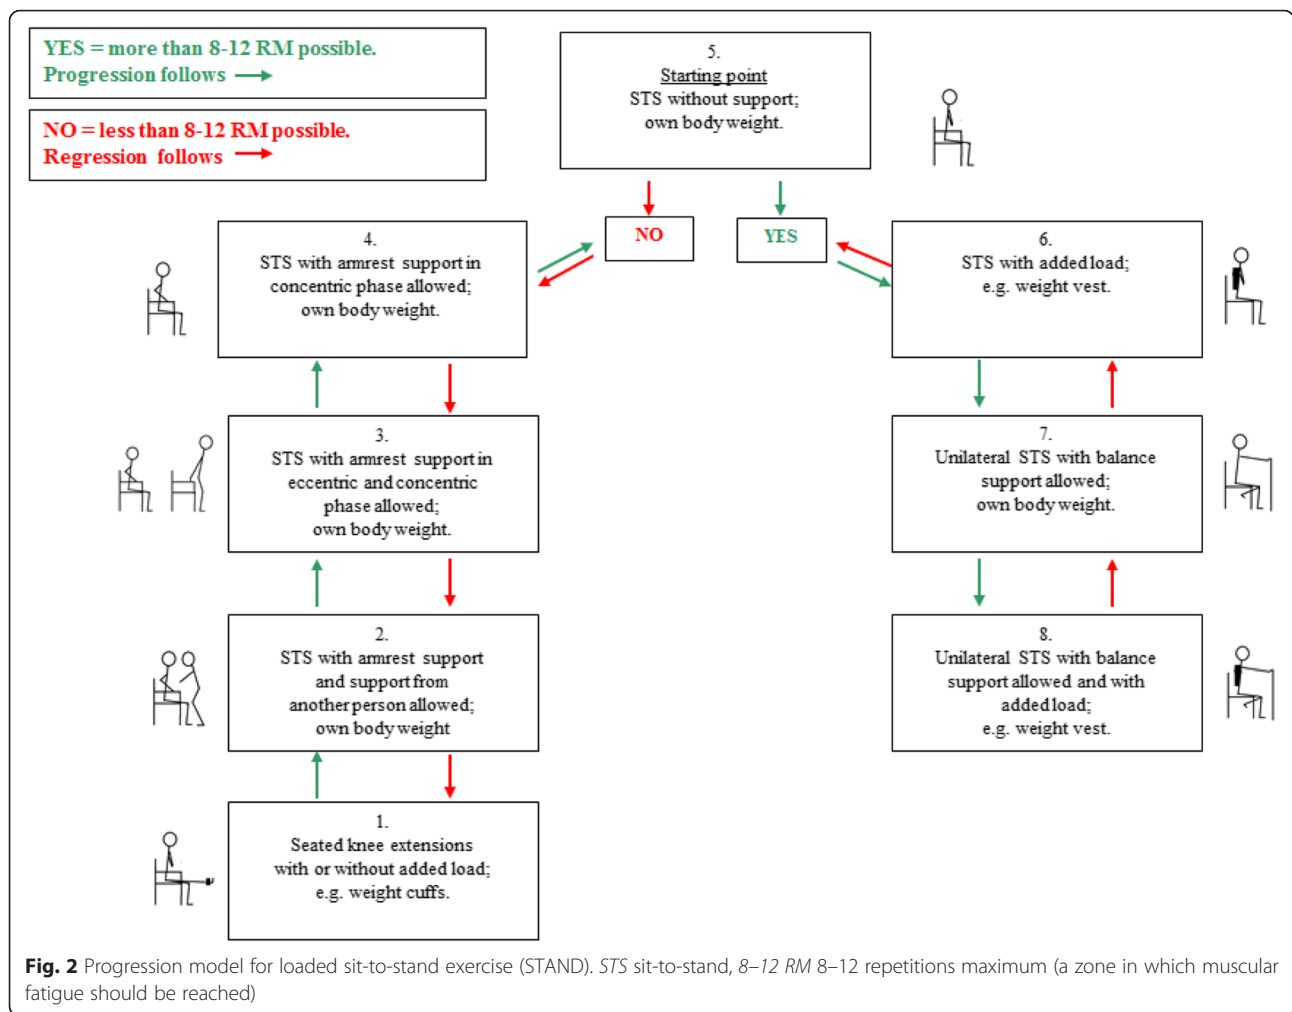 YES = more than 8-12 RM possible.
Progression follows
NO = less than 8-12 RM possible.
Regression follows
5.
Starting point
STS without support;
own body weight.
NO
YES
4.
STS with armrest support in
concentric phase allowed;
own body weight.
6.
STS with added load;
e.g. weight vest.
3.
STS with armrest support in
eccentric and concentric
phase allowed;
own body weight.
7.
Unilateral STS with balance
support allowed;
own body weight.
2.
STS with armrest support
and support from
another person allowed;
own body weight
8.
Unilateral STS with balance
support allowed and with
added load;
e.g. weight vest.
1.
Seated knee extensions
with or without added load;
e.g. weight cuffs.
Fig. 2 Progression model for loaded sit-to-stand exercise (STAND). STS sit-to-stand, 8–12 RM 8–12 repetitions maximum (a zone in which muscular
fatigue should be reached)